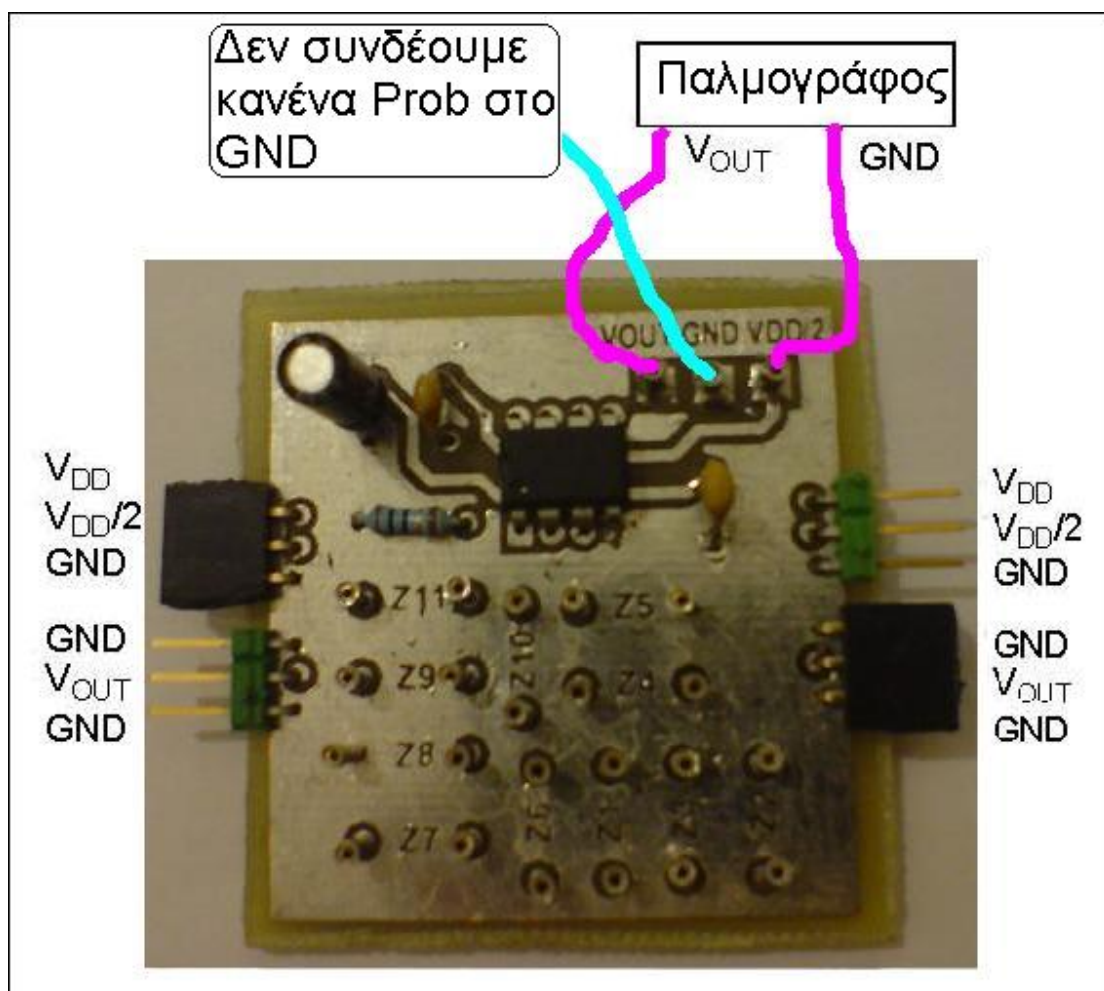 Δεν συνδέουμε
κανένα Prob στο
GND
Παλμογράφος
VOUT
GND
VOUT GND VDD/2
VDD
VDD/2
GND
GND
VOUT
GND
VDD
VDD/2
GND
GND
VOUT
GND
Z11
Z5
Z10
Z9
Z4
Z8
Z7
Z6